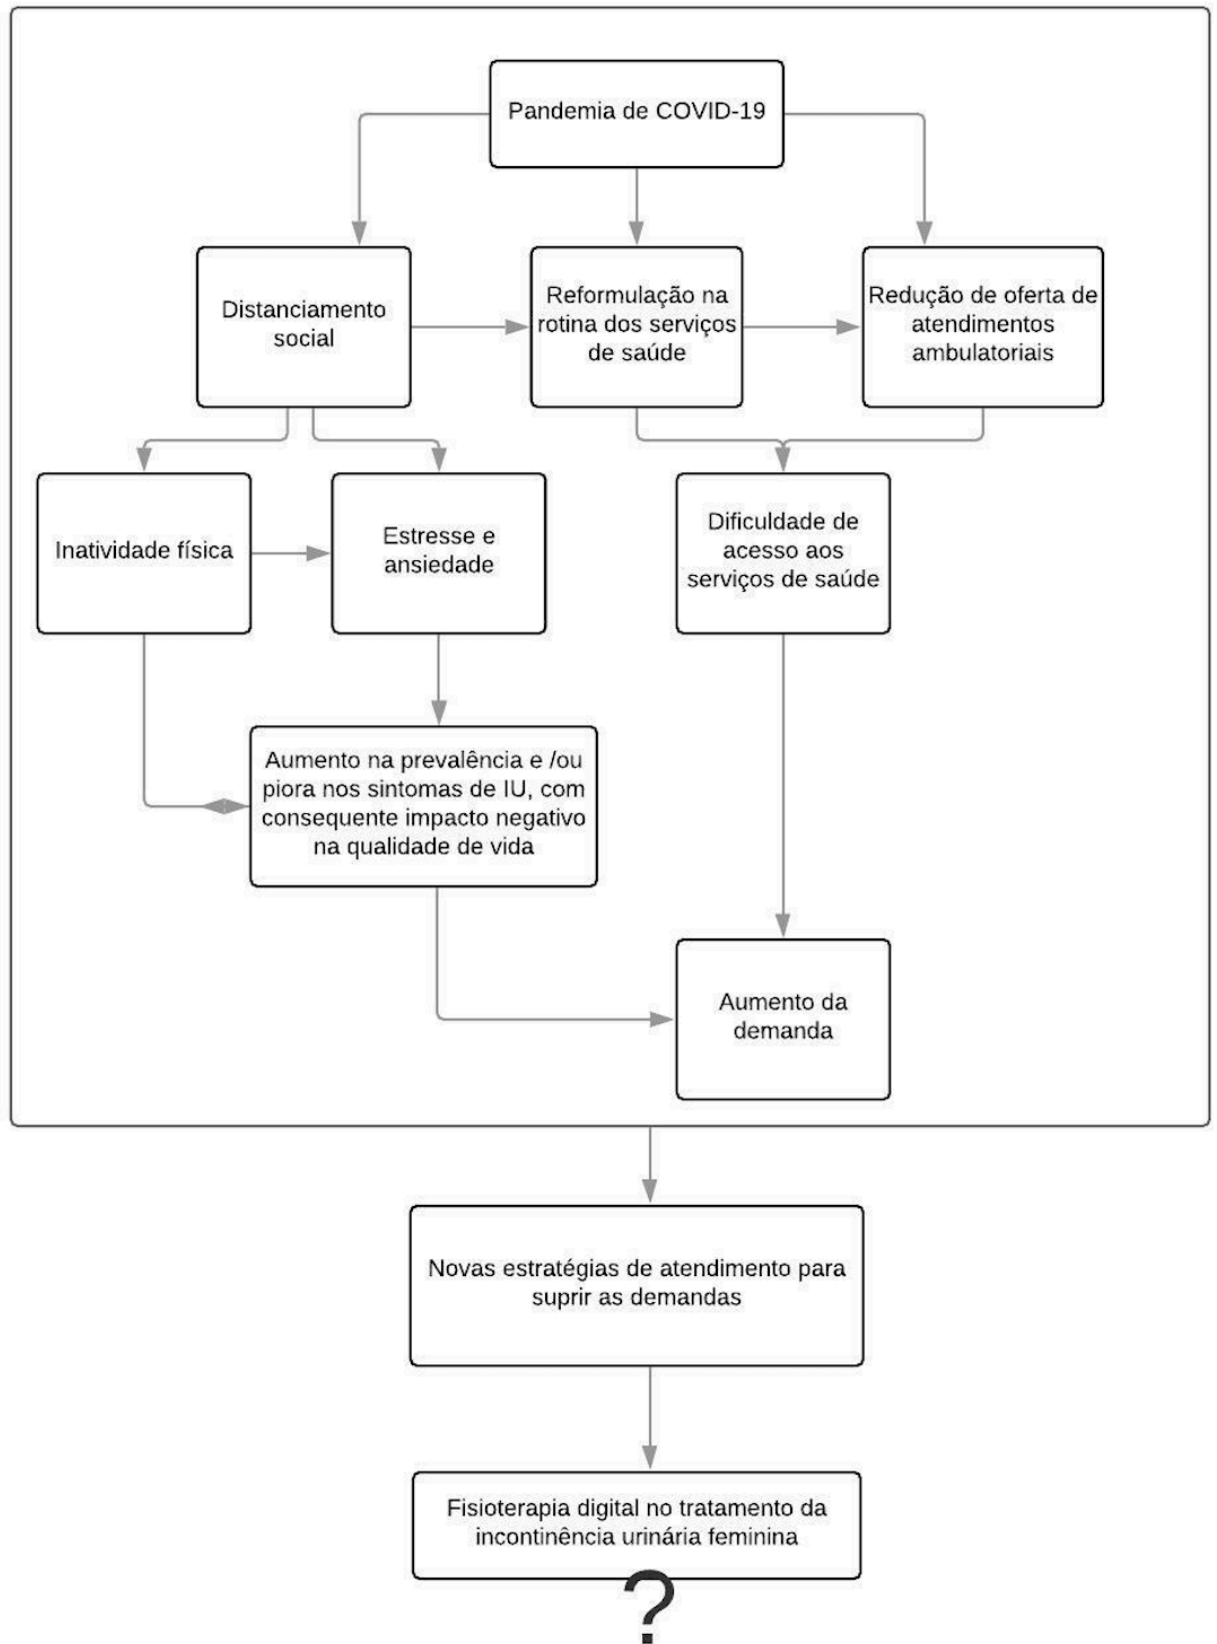 Pandemia de COVID-19
Distanciamento
social
Reformulação na
rotina dos serviços
de saúde
Redução de oferta de
atendimentos
ambulatoriais
Inatividade física
Estresse e
ansiedade
Dificuldade de
acesso aos
serviços de saúde
Aumento na prevalência e /ou
piora nos sintomas de IU, com
consequente impacto negativo
na qualidade de vida
Aumento da
demanda
Novas estratégias de atendimento para
suprir as demandas
Fisioterapia digital no tratamento da
incontinência urinária feminina
?